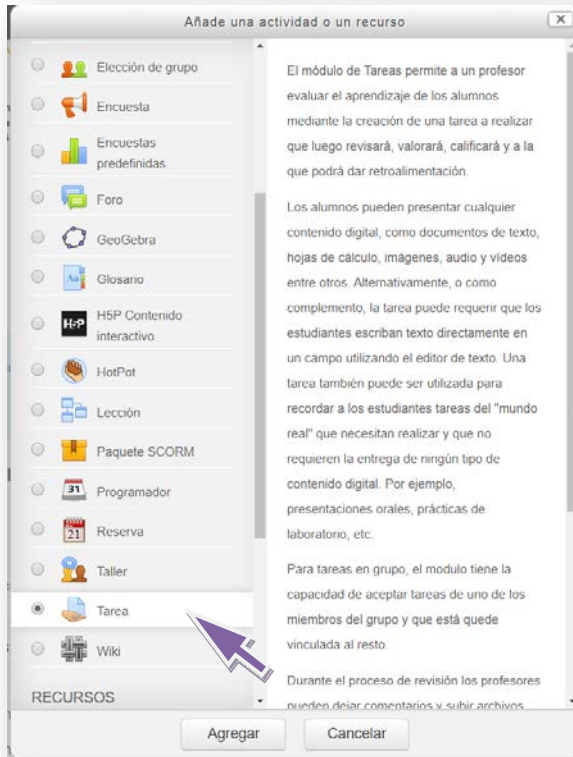 Añade una actividad o un recurso
Elección de grupo
Encuesta
Encuestas
predefinidas
Foro
GeoGebra
Glosario
H5P Contenido
interactivo
HotPot
Lección
Paquete SCORM
Programador
Reserva
Taller
Tarea
Wiki
RECURSOS
El módulo de Tareas permite a un profesor
evaluar el aprendizaje de los alumnos
mediante la creación de una tarea a realizar
que luego revisará, valorará, calificará y a la
que podrá dar retroalimentación.
Los alumnos pueden presentar cualquier
contenido digital, como documentos de texto,
hojas de cálculo, imágenes, audio y vídeos
entre otros. Alternativamente, o como
complemento, la tarea puede requerir que los
estudiantes escriban texto directamente en
un campo utilizando el editor de texto. Una
tarea también puede ser utilizada para
recordar a los estudiantes tareas del "mundo
real" que necesitan realizar y que no
requieren la entrega de ningún tipo de
contenido digital. Por ejemplo,
presentaciones orales, prácticas de
laboratorio, etc.
Para tareas en grupo, el modulo tiene la
capacidad de aceptar tareas de uno de los
miembros del grupo y que está quede
vinculada al resto.
Durante el proceso de revisión los profesores
pueden dejar comentarios y subir archivos
Agregar
Cancelar